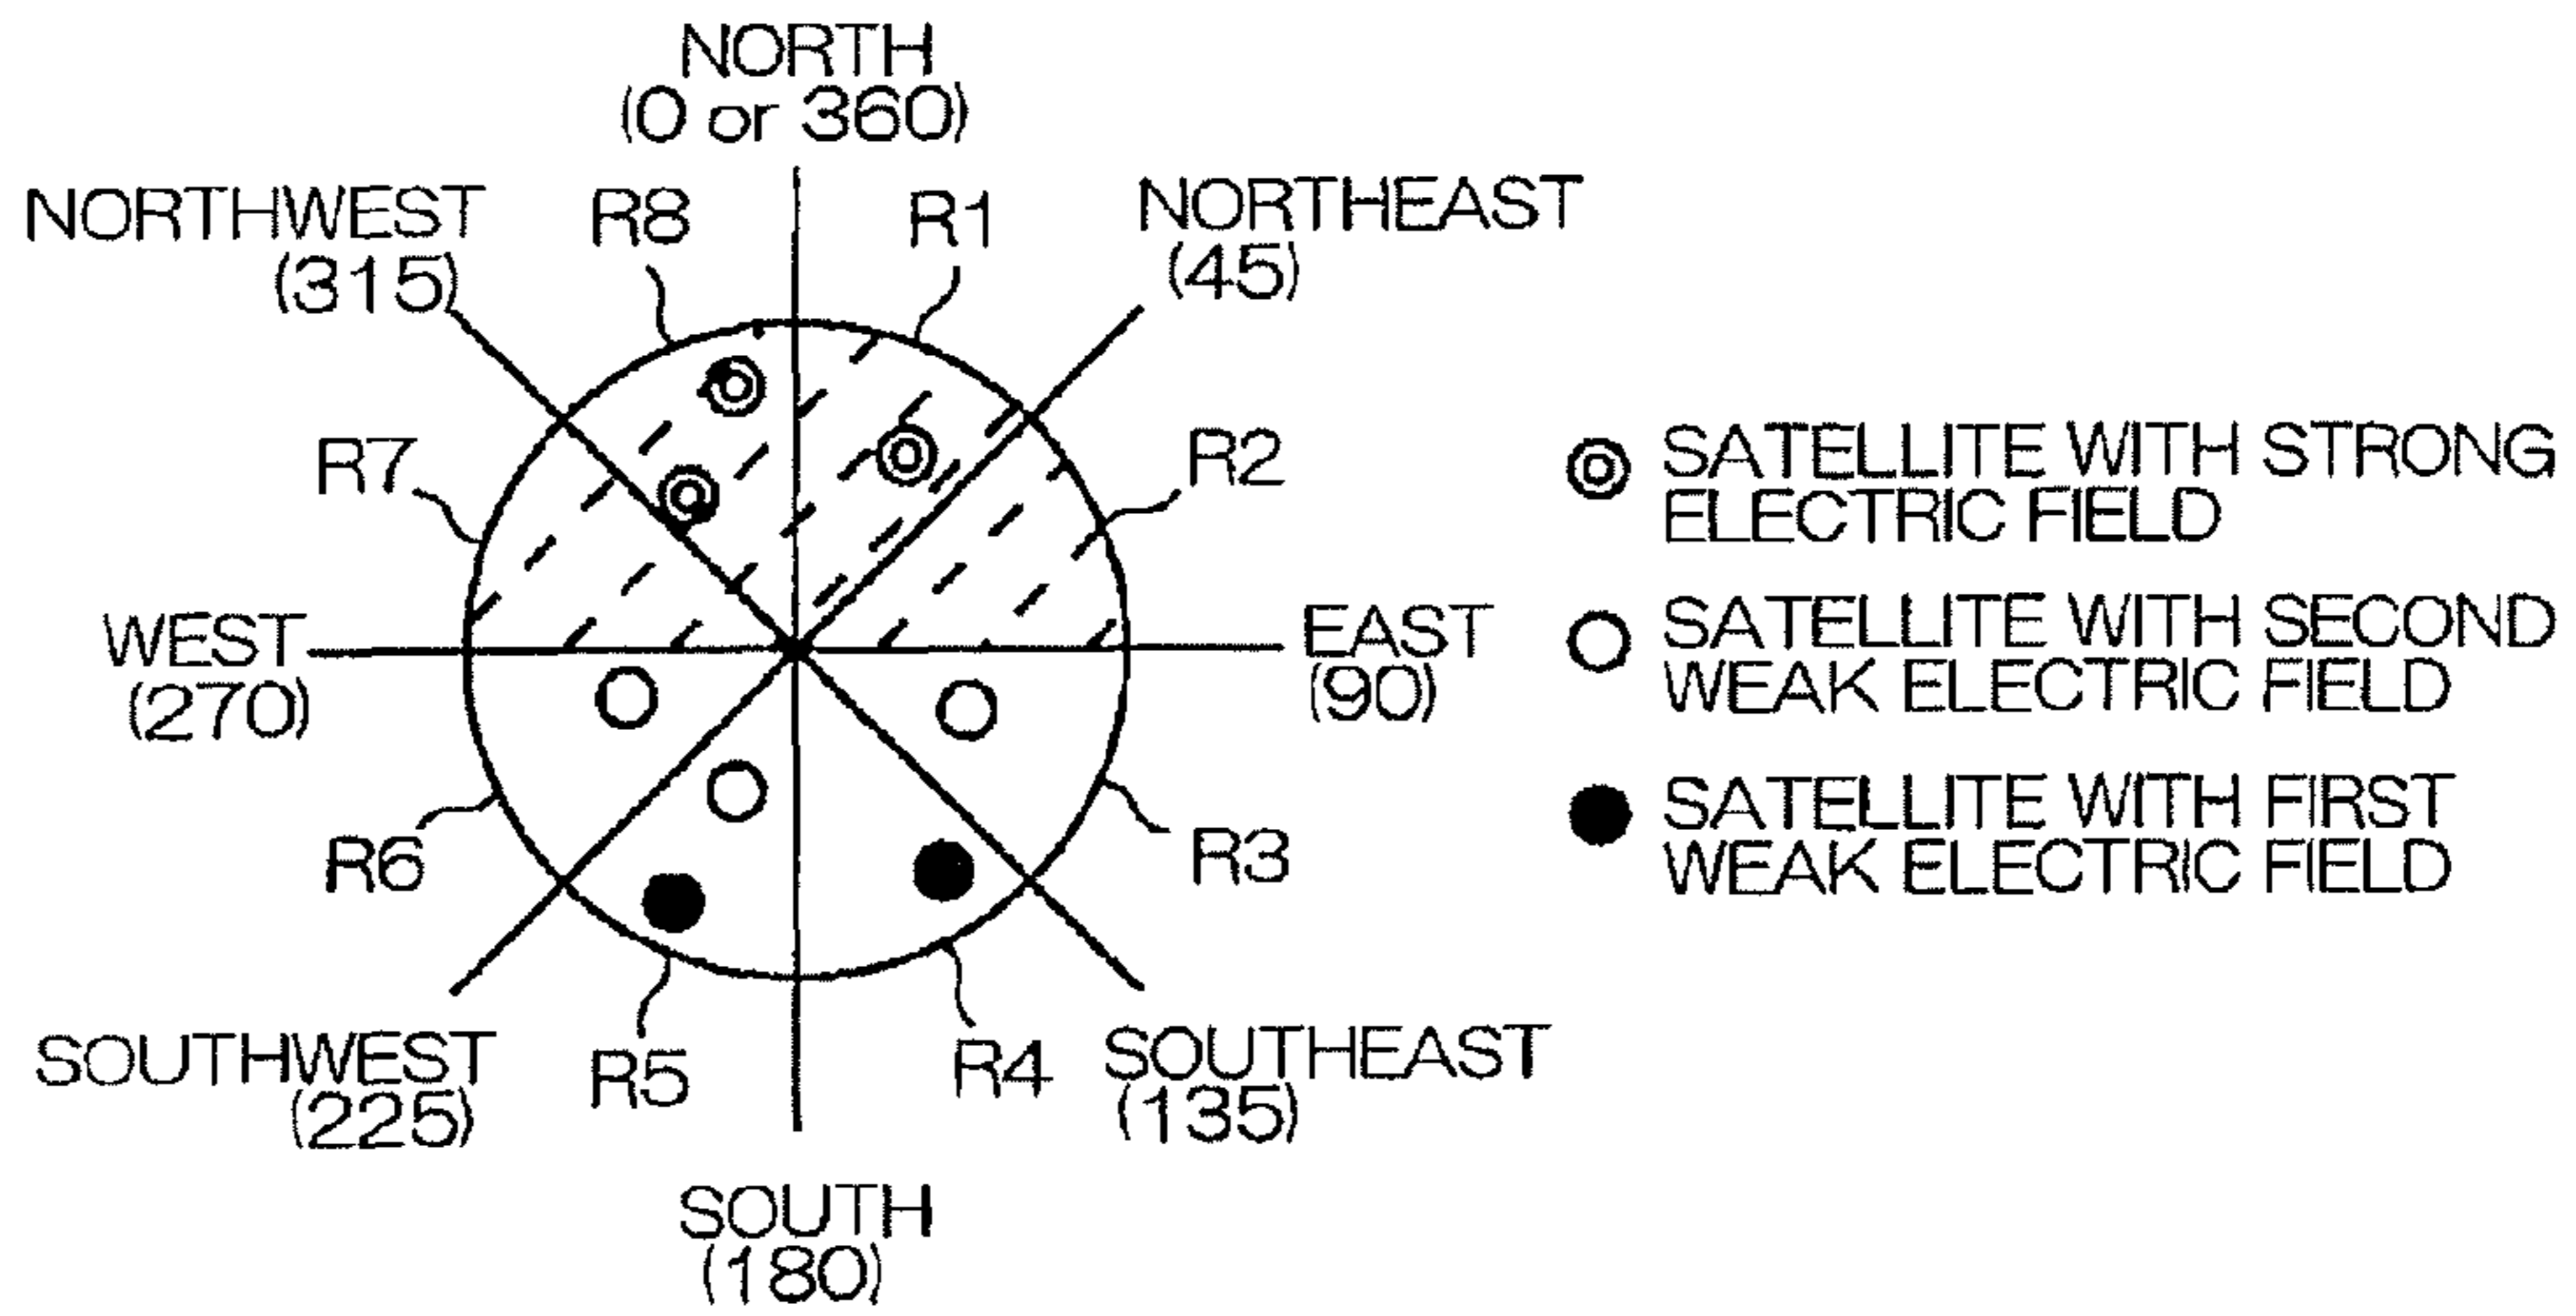 NORTH
(0 or 360)
NORTHWEST
(315)
R8
R1
NORTHEAST
(45)
R7
R2
WEST
(270)
EAST
(90)
R6
R3
SOUTHWEST
(225)
R5
R4
SOUTHEAST
(135)
SOUTH
(180)
SATELLITE WITH STRONG
ELECTRIC FIELD
SATELLITE WITH SECOND
WEAK ELECTRIC FIELD
SATELLITE WITH FIRST
WEAK ELECTRIC FIELD